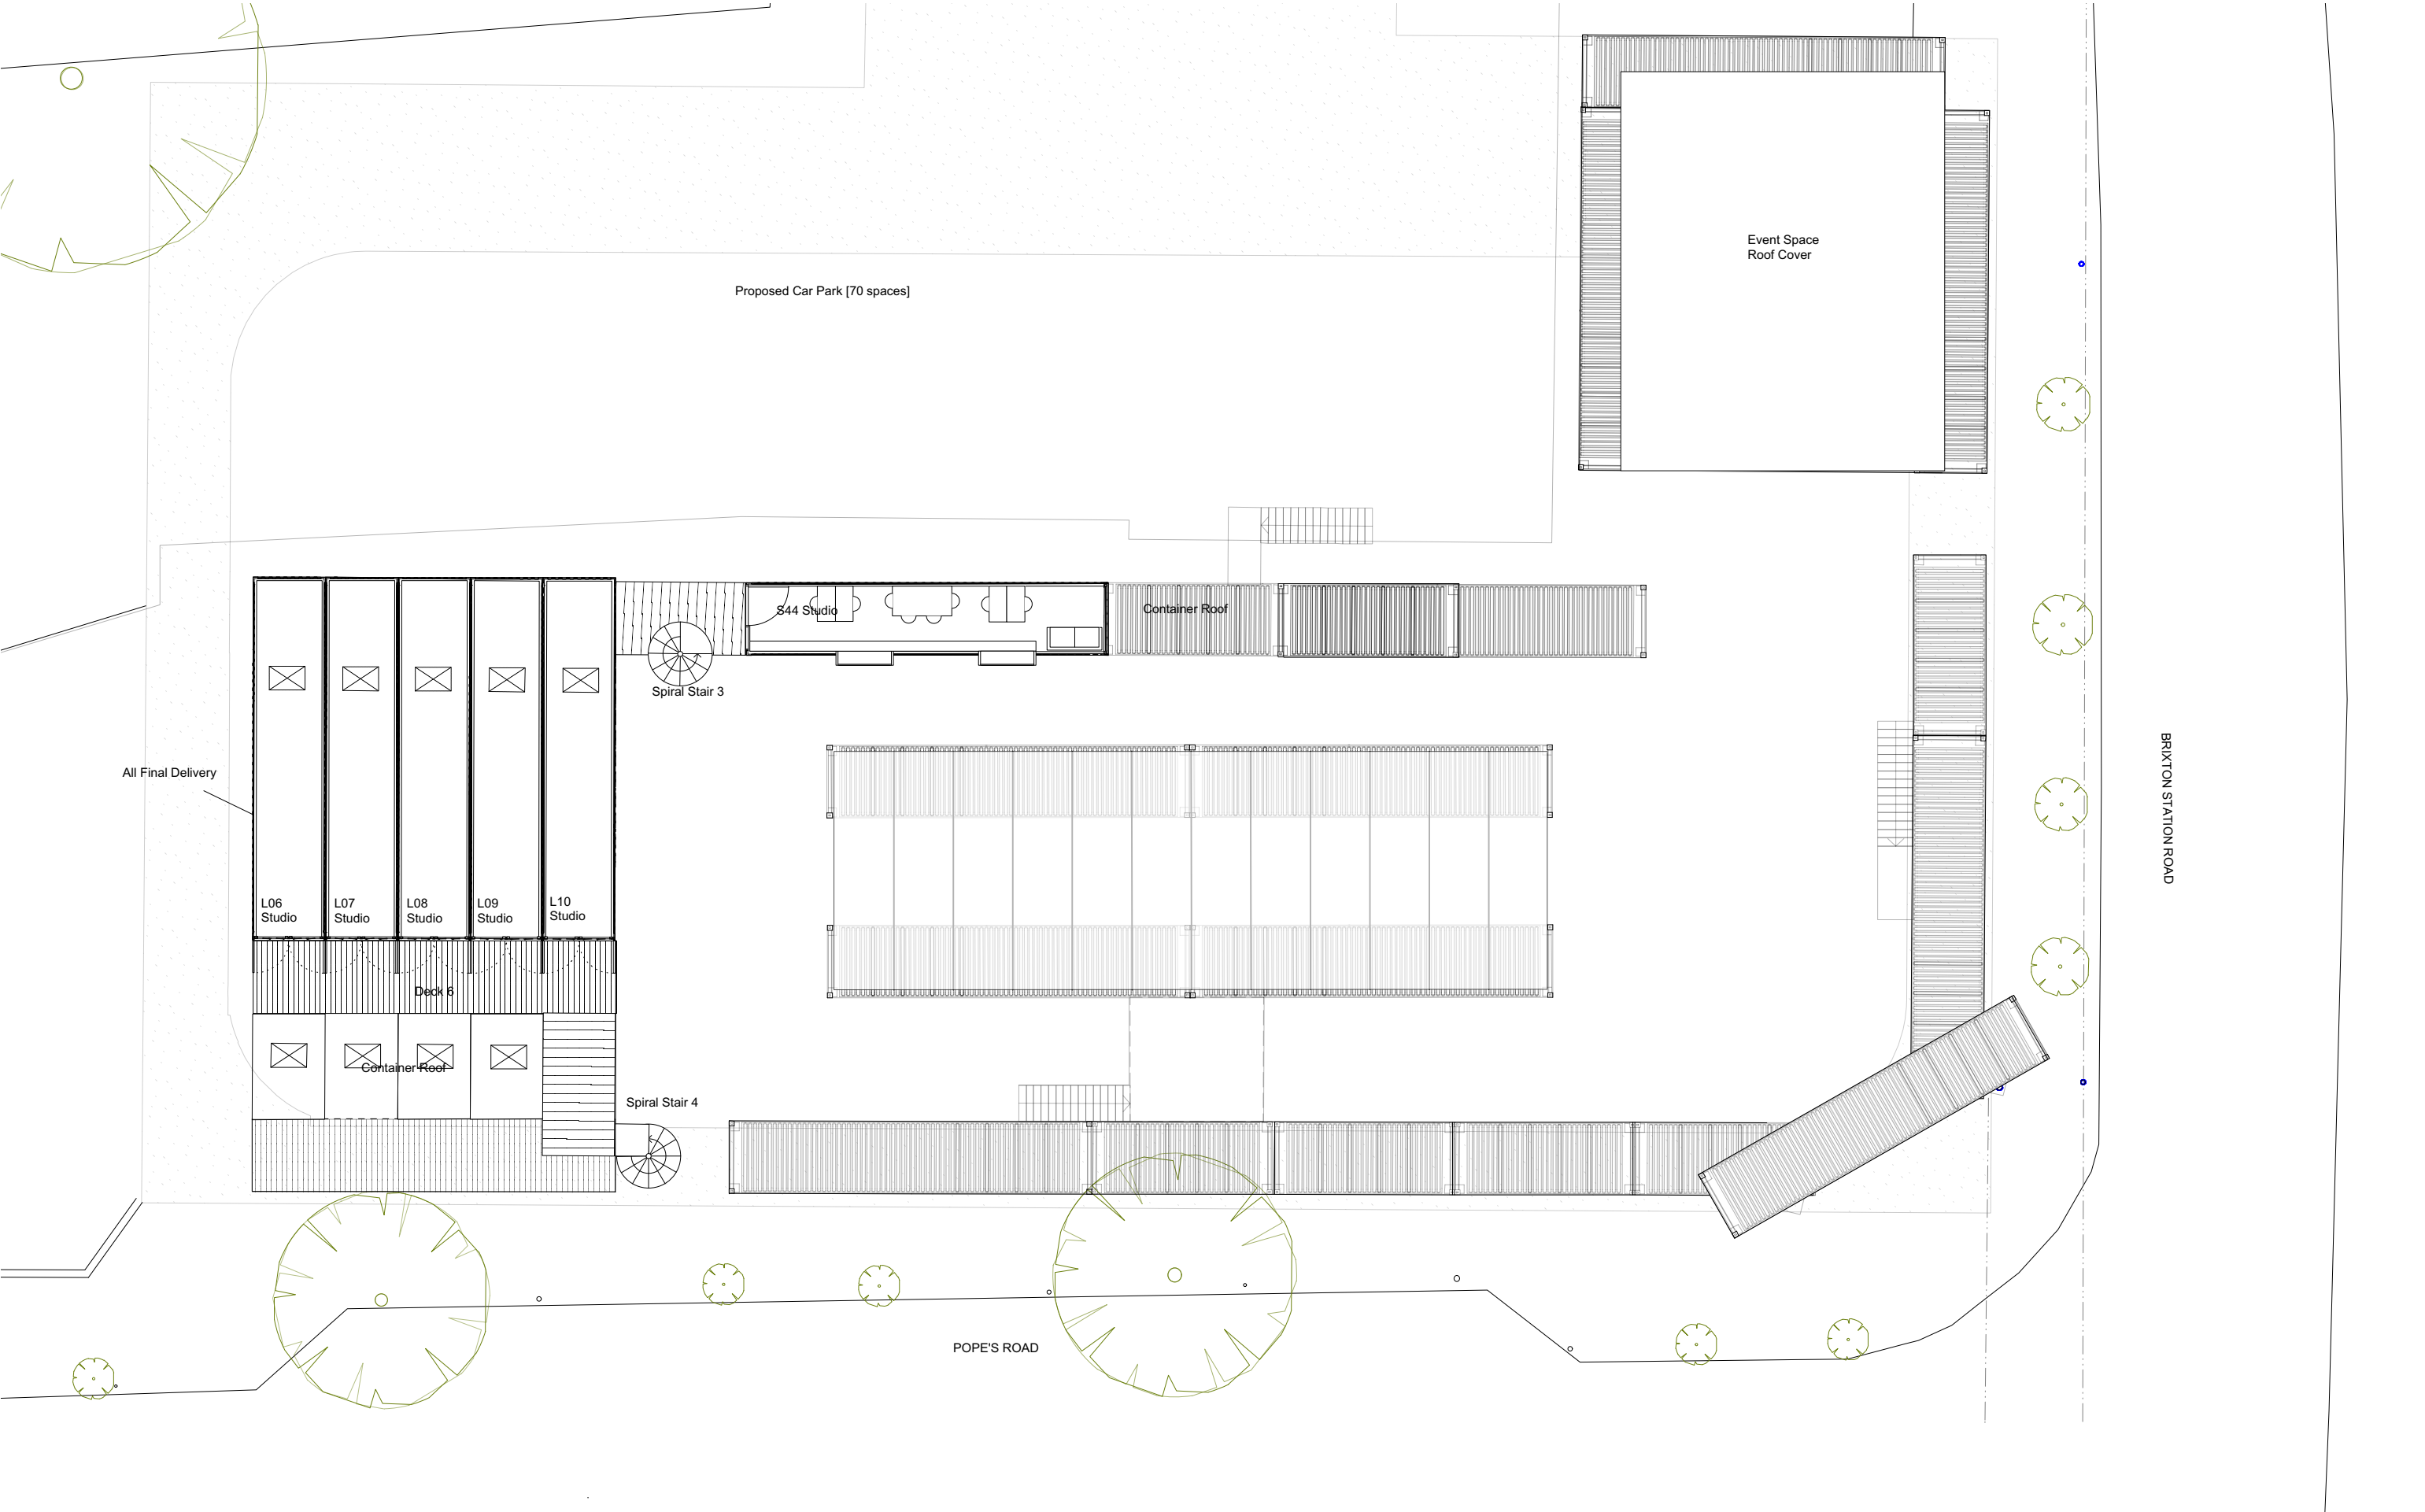 Event Space
Roof Cover
Proposed Car Park [70 spaces]
S44 Studio
Container Roof
Spiral Stair 3
All Final Delivery
BRIXTON STATION ROAD
L06
Studio
L07
Studio
L08
Studio
L09
Studio
L10
Studio
Deck 6
Container Roof
Spiral Stair 4
POPE'S ROAD